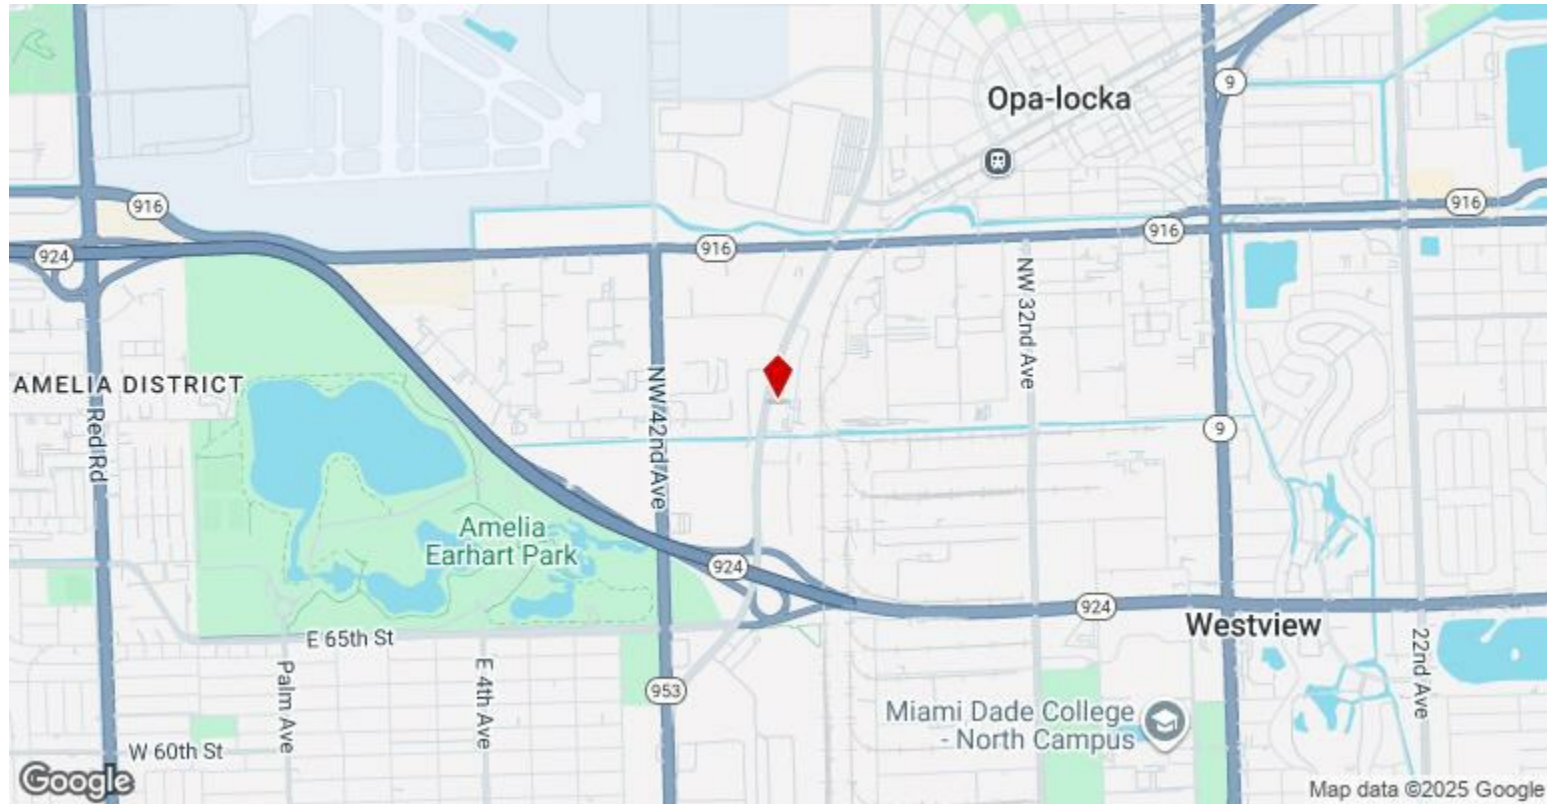 Opa-locka
9
916
916
916
916
924
NW 32nd Ave
AMELIA DISTRICT
Red Rd
NW 42nd Ave
9
Amelia
Earhart Park
924
924
Westview
E 65th St
Palm Ave
E 4th Ave
22nd Ave
953
Miami Dade College
- North Campus
W 60th St
Google
Map data ©2025 Google